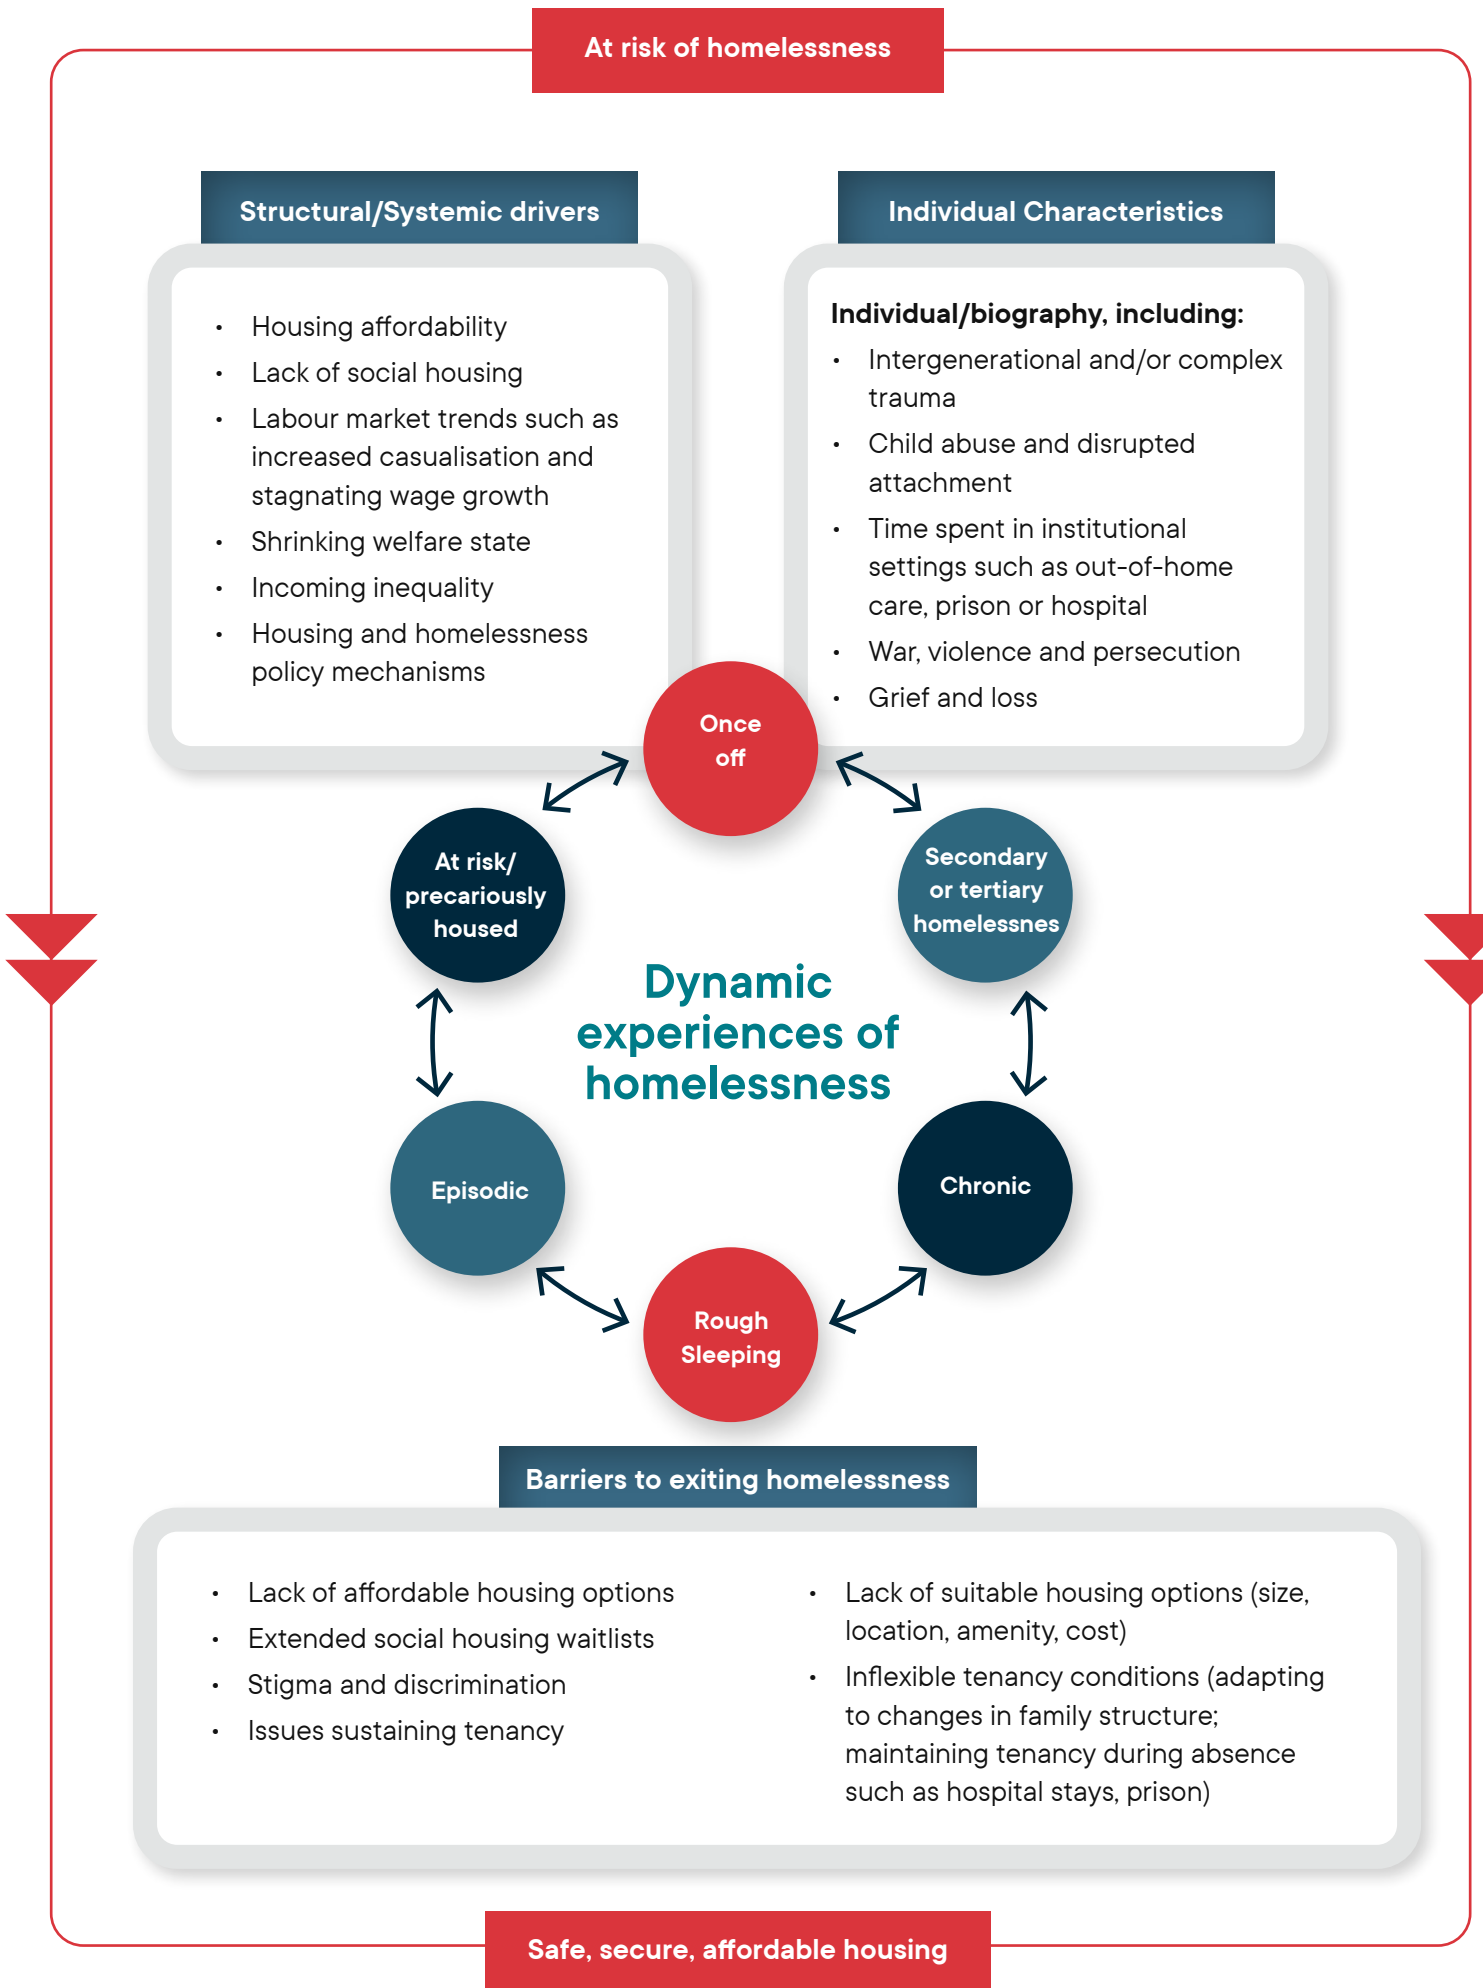 At risk of homelessness
Structural/Systemic drivers
• Housing affordability
• Lack of social housing
• Labour market trends such as
increased casualisation and
stagnating wage growth
• Shrinking welfare state
• Incoming inequality
• Housing and homelessness
policy mechanisms
Individual Characteristics
Individual/biography, including:
• Intergenerational and/or complex
trauma
• Child abuse and disrupted
attachment
• Time spent in institutional
settings such as out-of-home
care, prison or hospital
• War, violence and persecution
• Grief and loss
Once
off
At risk/
precariously
housed
Secondary
or tertiary
homelessnes
Dynamic
experiences of
homelessness
Episodic
Chronic
Rough
Sleeping
Barriers to exiting homelessness
• Lack of affordable housing options
• Extended social housing waitlists
• Stigma and discrimination
• Issues sustaining tenancy
• Lack of suitable housing options (size,
location, amenity, cost)
• Inflexible tenancy conditions (adapting
to changes in family structure;
maintaining tenancy during absence
such as hospital stays, prison)
Safe, secure, affordable housing